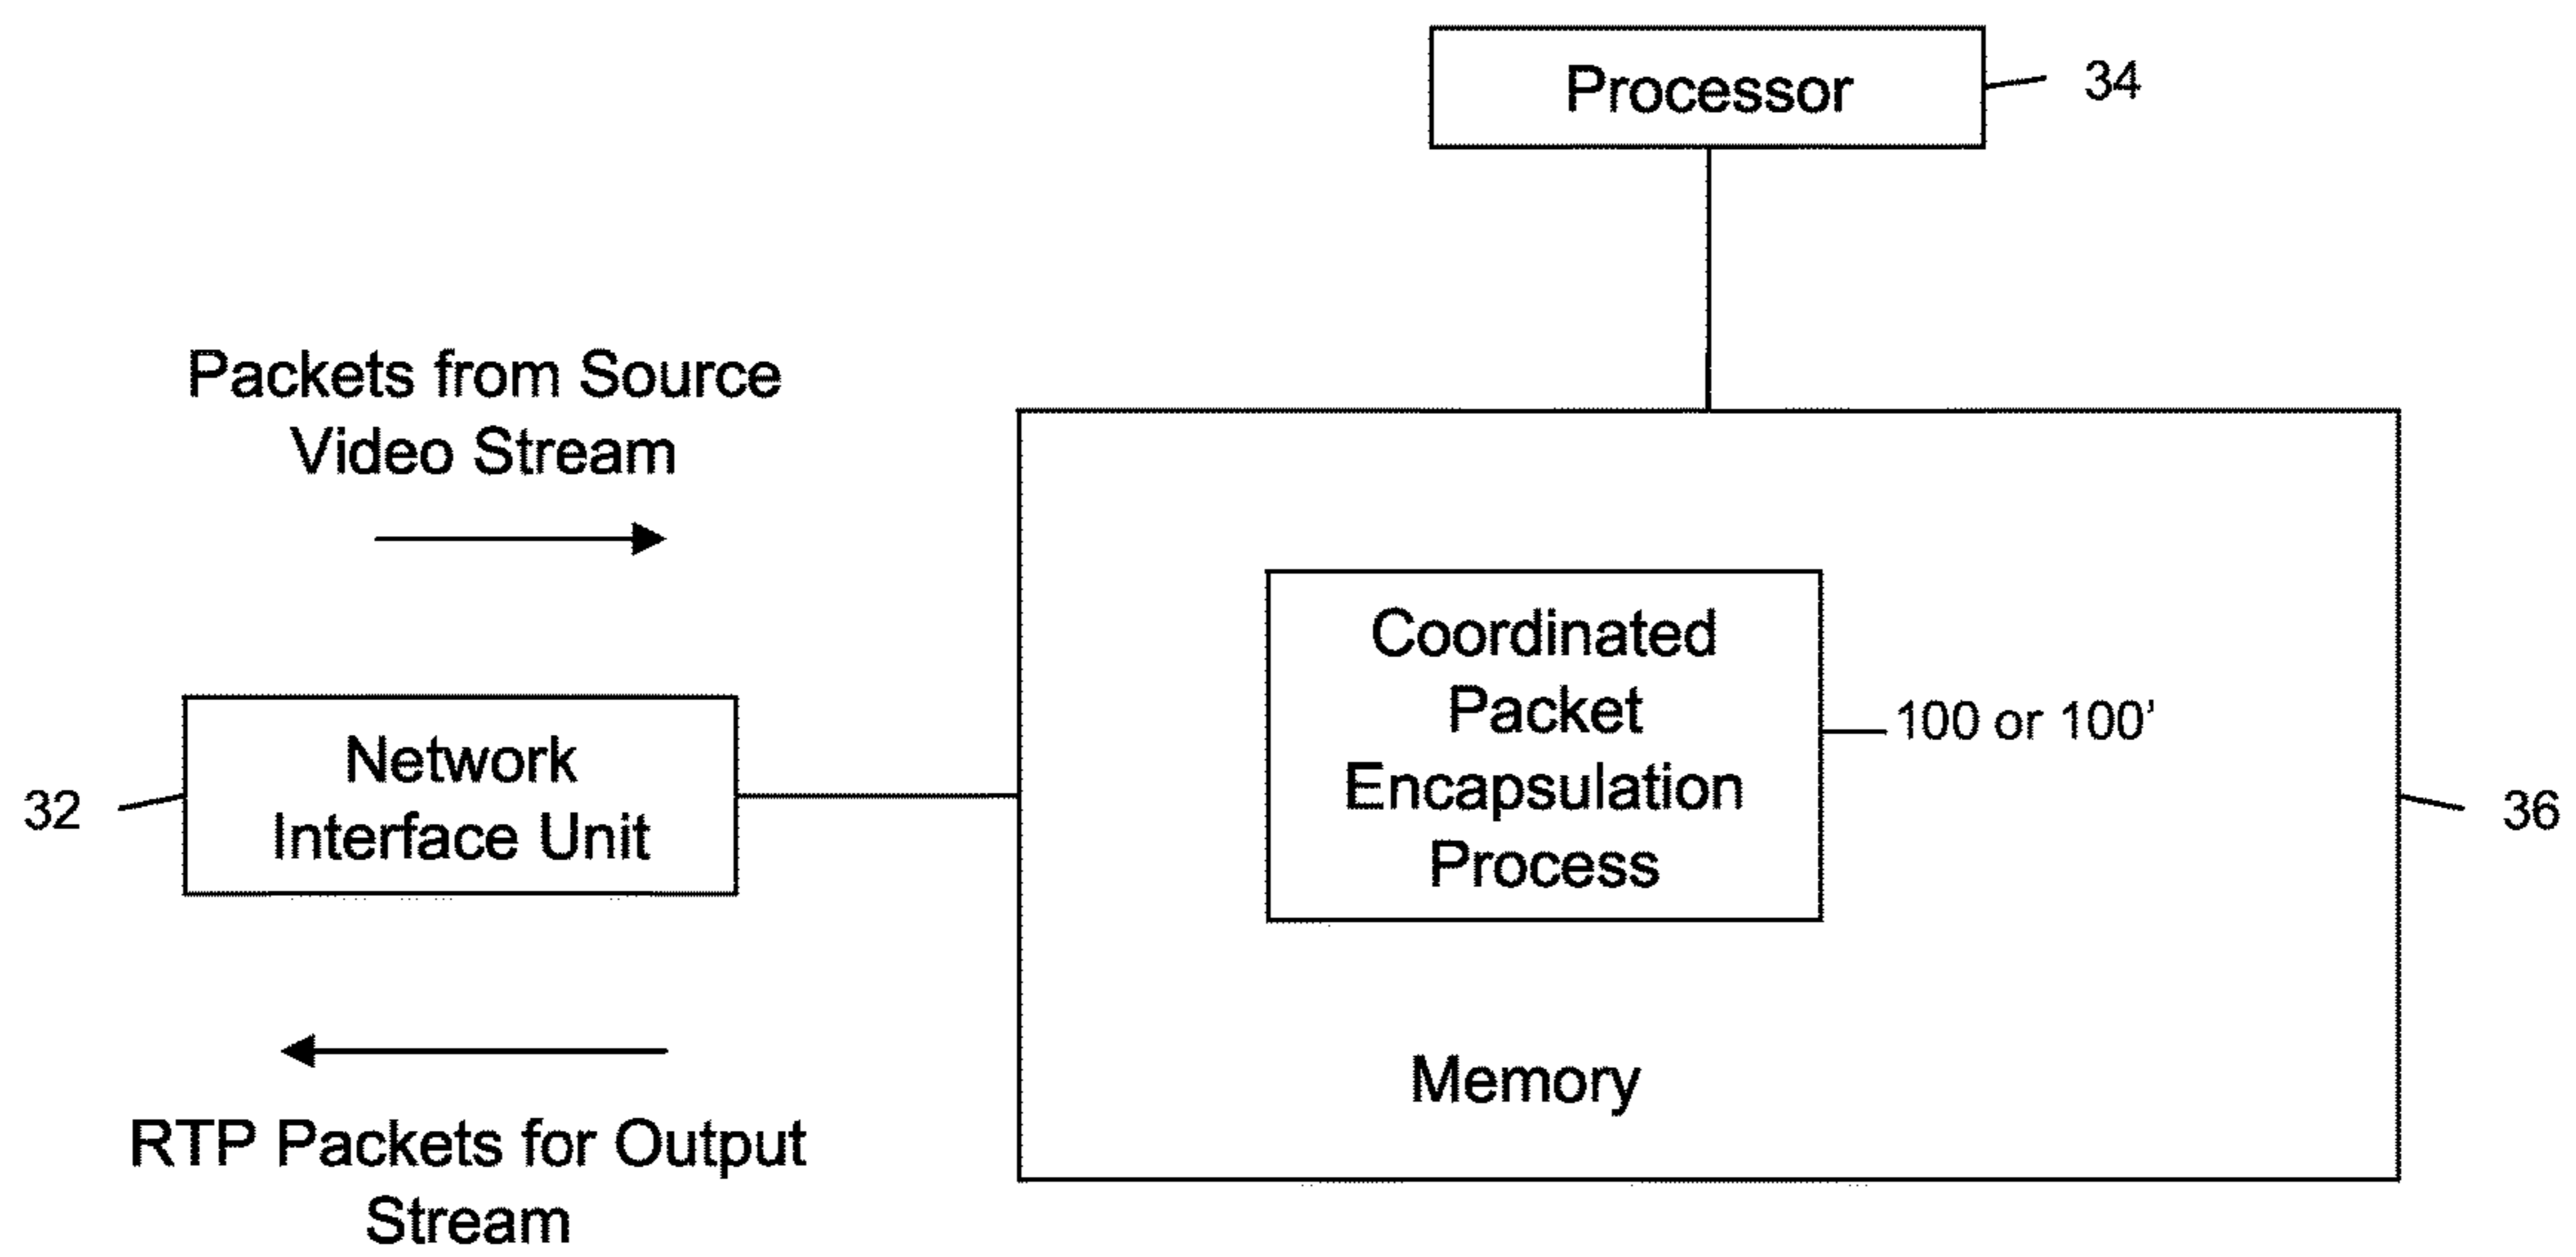 Processor
34
Packets from Source
Video Stream
Coordinated
Packet
Encapsulation
Process
100 or 100’
Network
Interface Unit
32
36
Memory
RTP Packets for Output
Stream